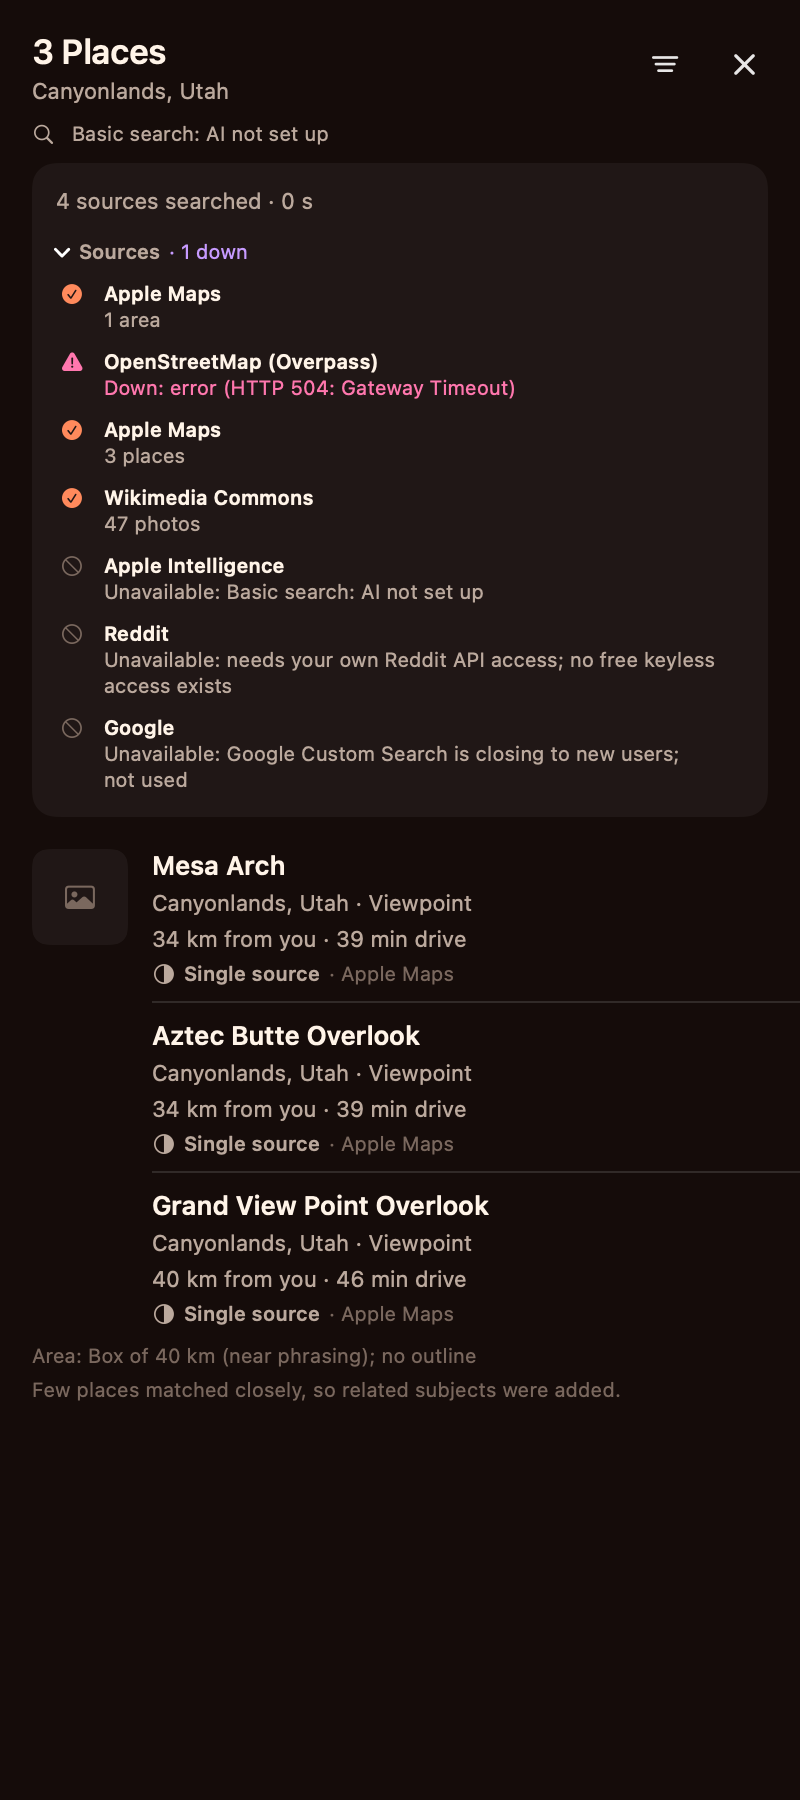 3 Places
Canyonlands, Utah
Basic search: AI not set up
4 sources searched · 0 s
Sources · 1 down
Apple Maps
1 area
OpenStreetMap (Overpass)
Down: error (HTTP 504: Gateway Timeout)
Apple Maps
3 places
Wikimedia Commons
47 photos
Apple Intelligence
Unavailable: Basic search: AI not set up
Reddit
Unavailable: needs your own Reddit API access; no free keyless
access exists
Google
Unavailable: Google Custom Search is closing to new users;
not used
Mesa Arch
Canyonlands, Utah · Viewpoint
34 km from you · 39 min drive
Single source · Apple Maps
Aztec Butte Overlook
Canyonlands, Utah · Viewpoint
34 km from you · 39 min drive
Single source · Apple Maps
Grand View Point Overlook
Canyonlands, Utah · Viewpoint
40 km from you · 46 min drive
Single source · Apple Maps
Area: Box of 40 km (near phrasing); no outline
Few places matched closely, so related subjects were added.